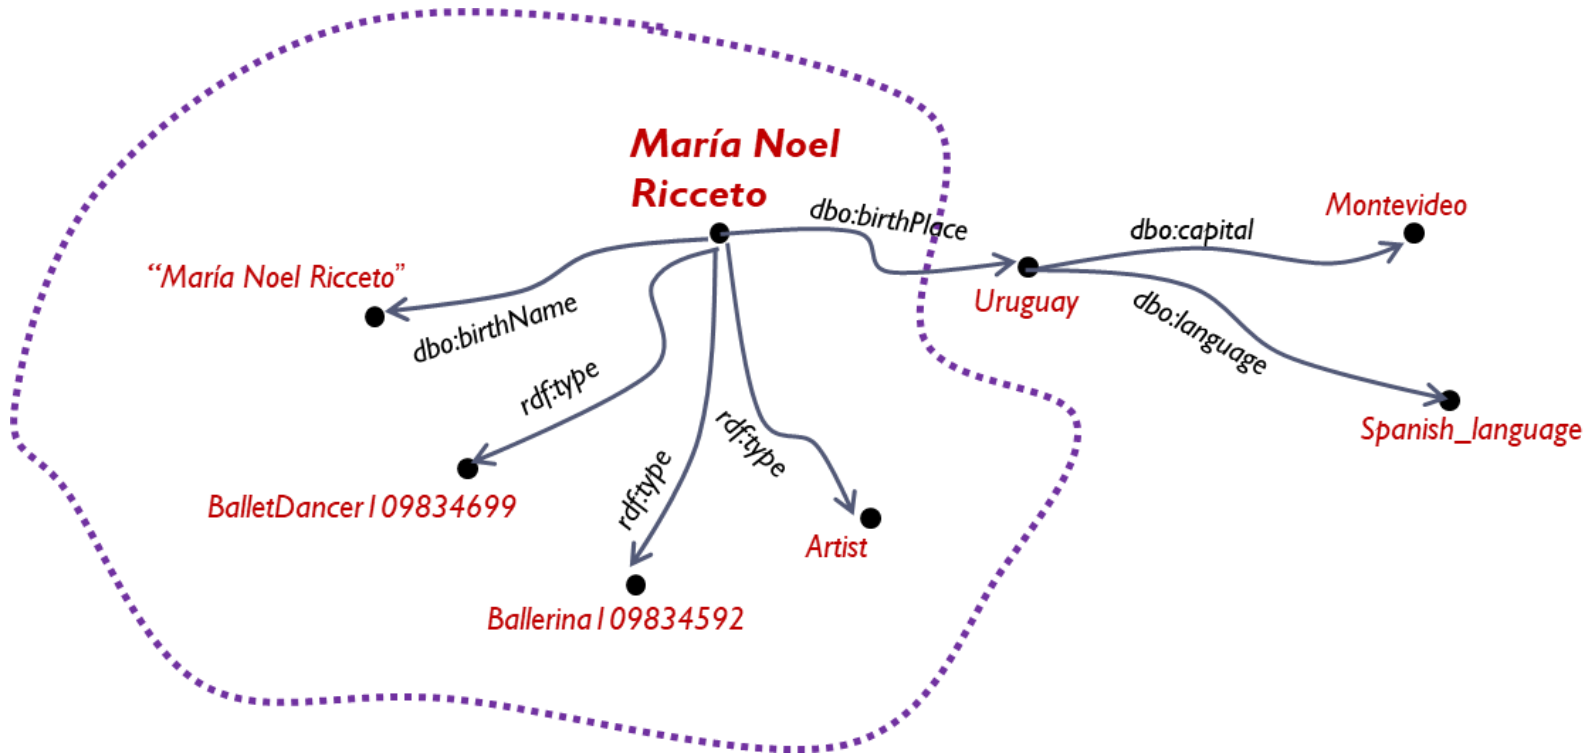 María Noel
Ricceto
dbo:birthPlace
Montevideo
dbo:capital
“María Noel Ricceto”
Uruguay
dbo:birthName
dbo:language
rdf:type
Spanish_language
rdf:type
rdf:type
BalletDancer109834699
Artist
Ballerina109834592